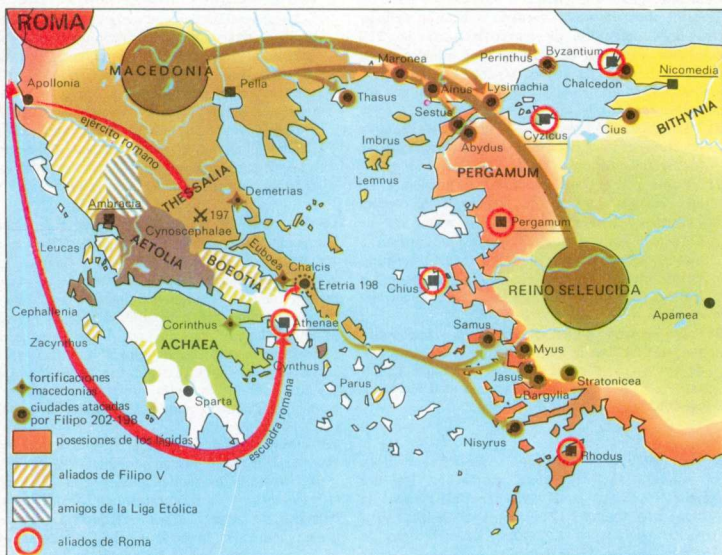 ROMA
MACEDONIA
Apollonia
Pella
ejército romano
Maronea
Perinthus
Byzantium
Ainus
Chalcedon
Nicomedia
Thasus
Lysimachia
Sestus
BITHYNIA
Imbrus
Abydus
Cyzicus
Cius
Lemnus
PERGAMUM
THESSALIA
Demetrias
Ambracia
197
Cynoscephalae
Pergamum
AETOLIA
Leucas
BOEOTIA
Euboea
Chalcis
Eretria 198
Chius
REINO SELEUCIDA
Apamea
Cephallenia
Corinthus
Athenae
Zacynthus
ACHAEA
Samus
Myus
Cynthus
Jasus
Stratonicea
Parus
Bargylia
Sparta
escuadra romana
Nisyrus
Rhodus
fortificaciones
macedonias
ciudades atacadas
por Filipo 202-198
posesiones de los lágidas
aliados de Filipo V
amigos de la Liga Etólica
aliados de Roma